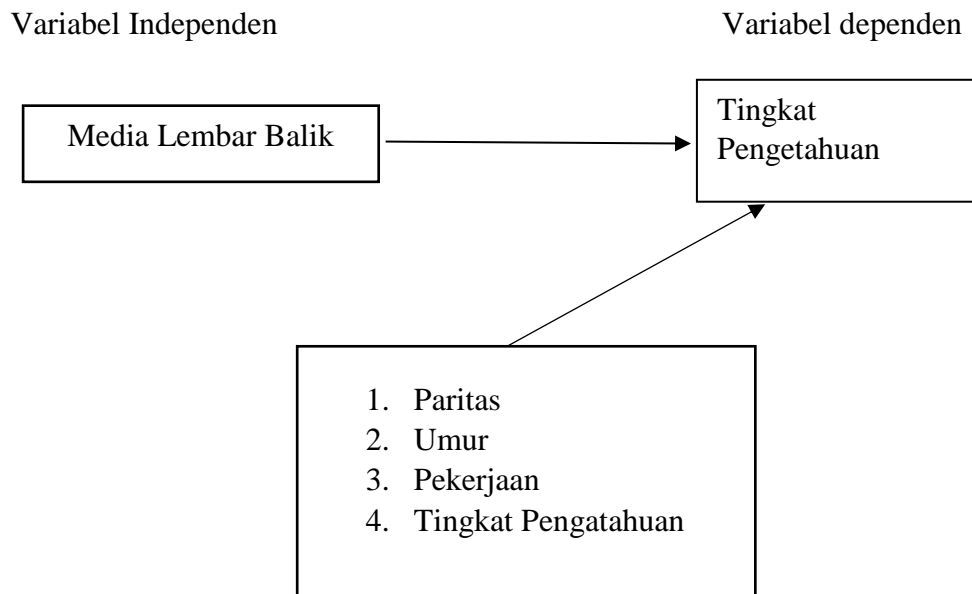 Variabel Independen
Variabel dependen
Media Lembar Balik
Tingkat
Pengetahuan
1. Paritas
2. Umur
3. Pekerjaan
4. Tingkat Pengatahuan